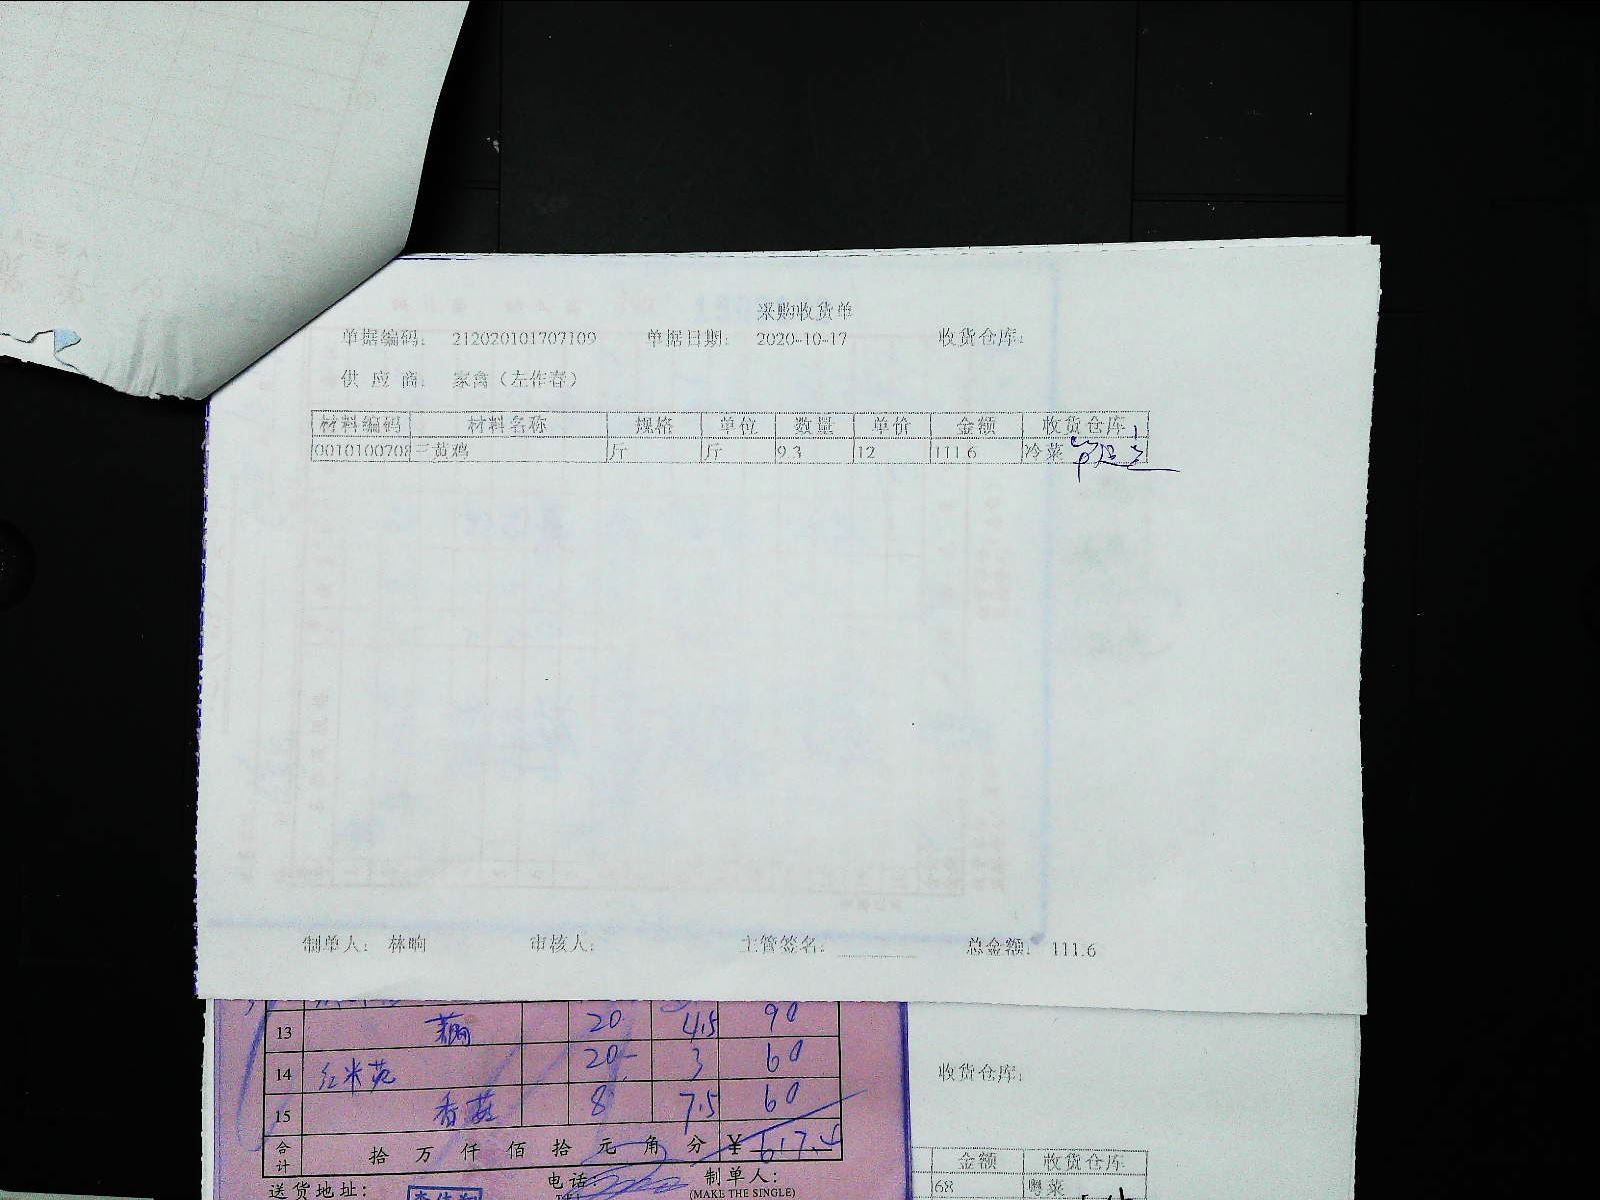 采购收货单
单据编码: 212020101707109 单据日期: 2020-10-17 收货仓库:
供应商: 家禽（左作春）
材料编码 材料名称 规格 单位 数量 单价 金额 收货仓库
0010100708 三黄鸡 斤 斤 9.3 12 111.6 冷菜
制单人: 林响 审核人: 主管签名: 总金额: 111.6
13 藕 20 4.5 90
14 红米苋 20 3 60
15 香菇 8 7.5 60
合计 拾 万 仟 佰 拾 元 角 分 ¥ 617.4
送货地址: 电话: 制单人:
(MAKE THE SINGLE)
收货仓库:
金额 收货仓库
68 粤菜